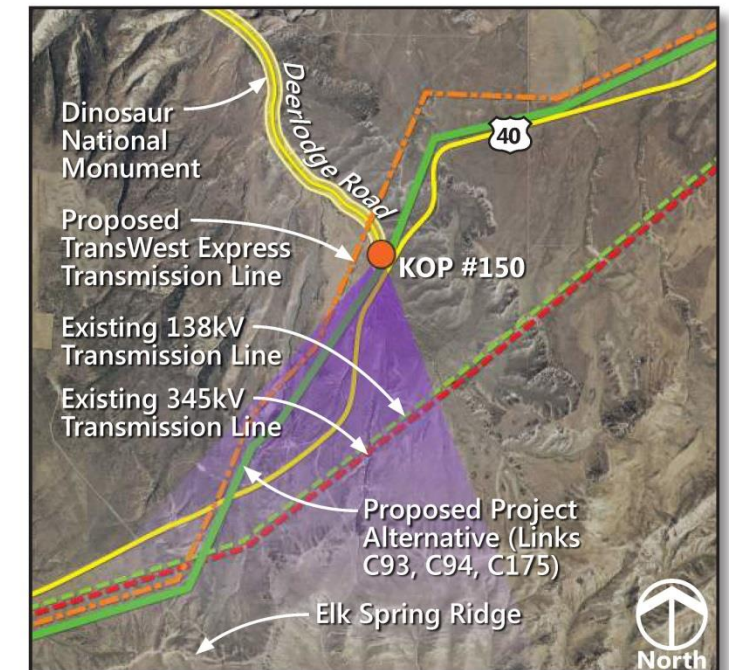 Deerlodge Road
Dinosaur
National
Monument
40
Proposed
TransWest Express
Transmission Line
KOP #150
Existing 138kV
Transmission Line
Existing 345kV
Transmission Line
Proposed Project
Alternative (Links
C93, C94, C175)
Elk Spring Ridge
North